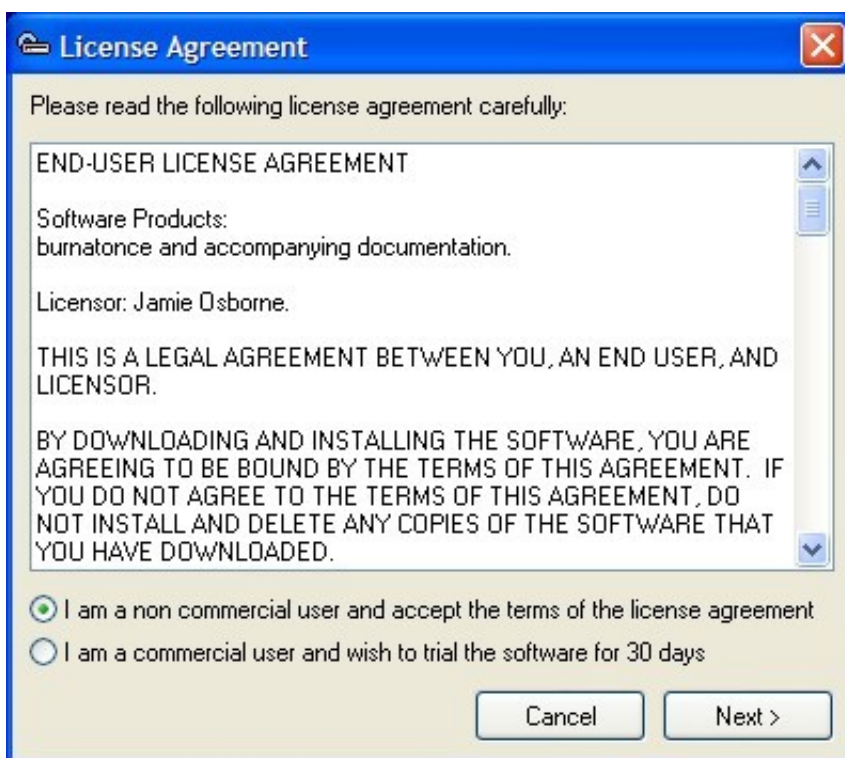 License Agreement
Please read the following license agreement carefully:
END-USER LICENSE AGREEMENT
Software Products:
burnatonce and accompanying documentation.
Licensor: Jamie Osborne.
THIS IS A LEGAL AGREEMENT BETWEEN YOU, AN END USER, AND
LICENSOR.
BY DOWNLOADING AND INSTALLING THE SOFTWARE, YOU ARE
AGREEING TO BE BOUND BY THE TERMS OF THIS AGREEMENT.  IF
YOU DO NOT AGREE TO THE TERMS OF THIS AGREEMENT, DO
NOT INSTALL AND DELETE ANY COPIES OF THE SOFTWARE THAT
YOU HAVE DOWNLOADED.
I am a non commercial user and accept the terms of the license agreement
I am a commercial user and wish to trial the software for 30 days
Cancel Next >